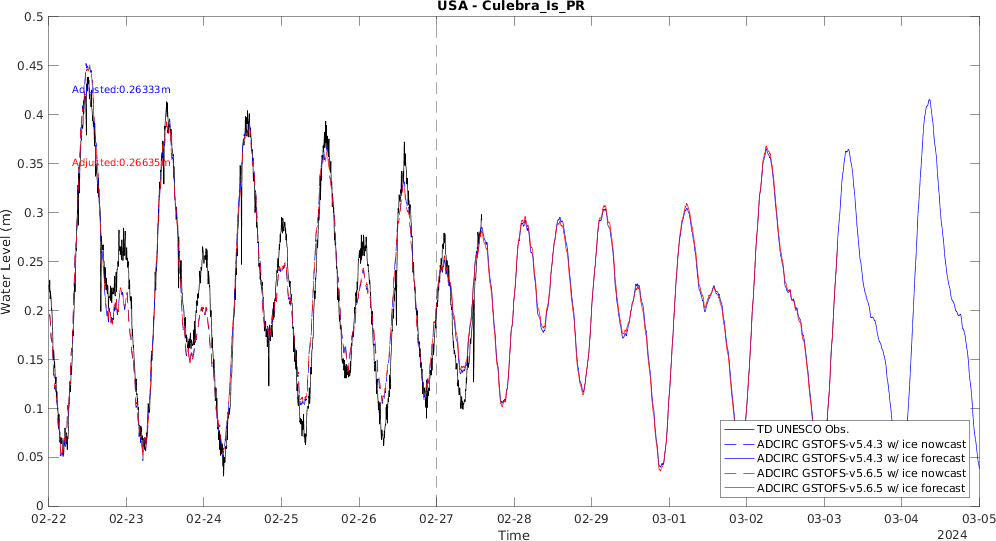 USA - Culebra_Is_PR
0.5
0.45
0.4
0.35
0.3
0.25
0.2
0.15
0.1
0.05
0
Water Level (m)
Adjusted:0.26333m
Adjusted:0.26635m
TD UNESCO Obs.
ADCIRC GSTOFS-v5.4.3 w/ ice nowcast
ADCIRC GSTOFS-v5.4.3 w/ ice forecast
ADCIRC GSTOFS-v5.6.5 w/ ice nowcast
ADCIRC GSTOFS-v5.6.5 w/ ice forecast
02-22 02-23 02-24 02-25 02-26 02-27 02-28 02-29 03-01 03-02 03-03 03-04 03-05
Time
2024